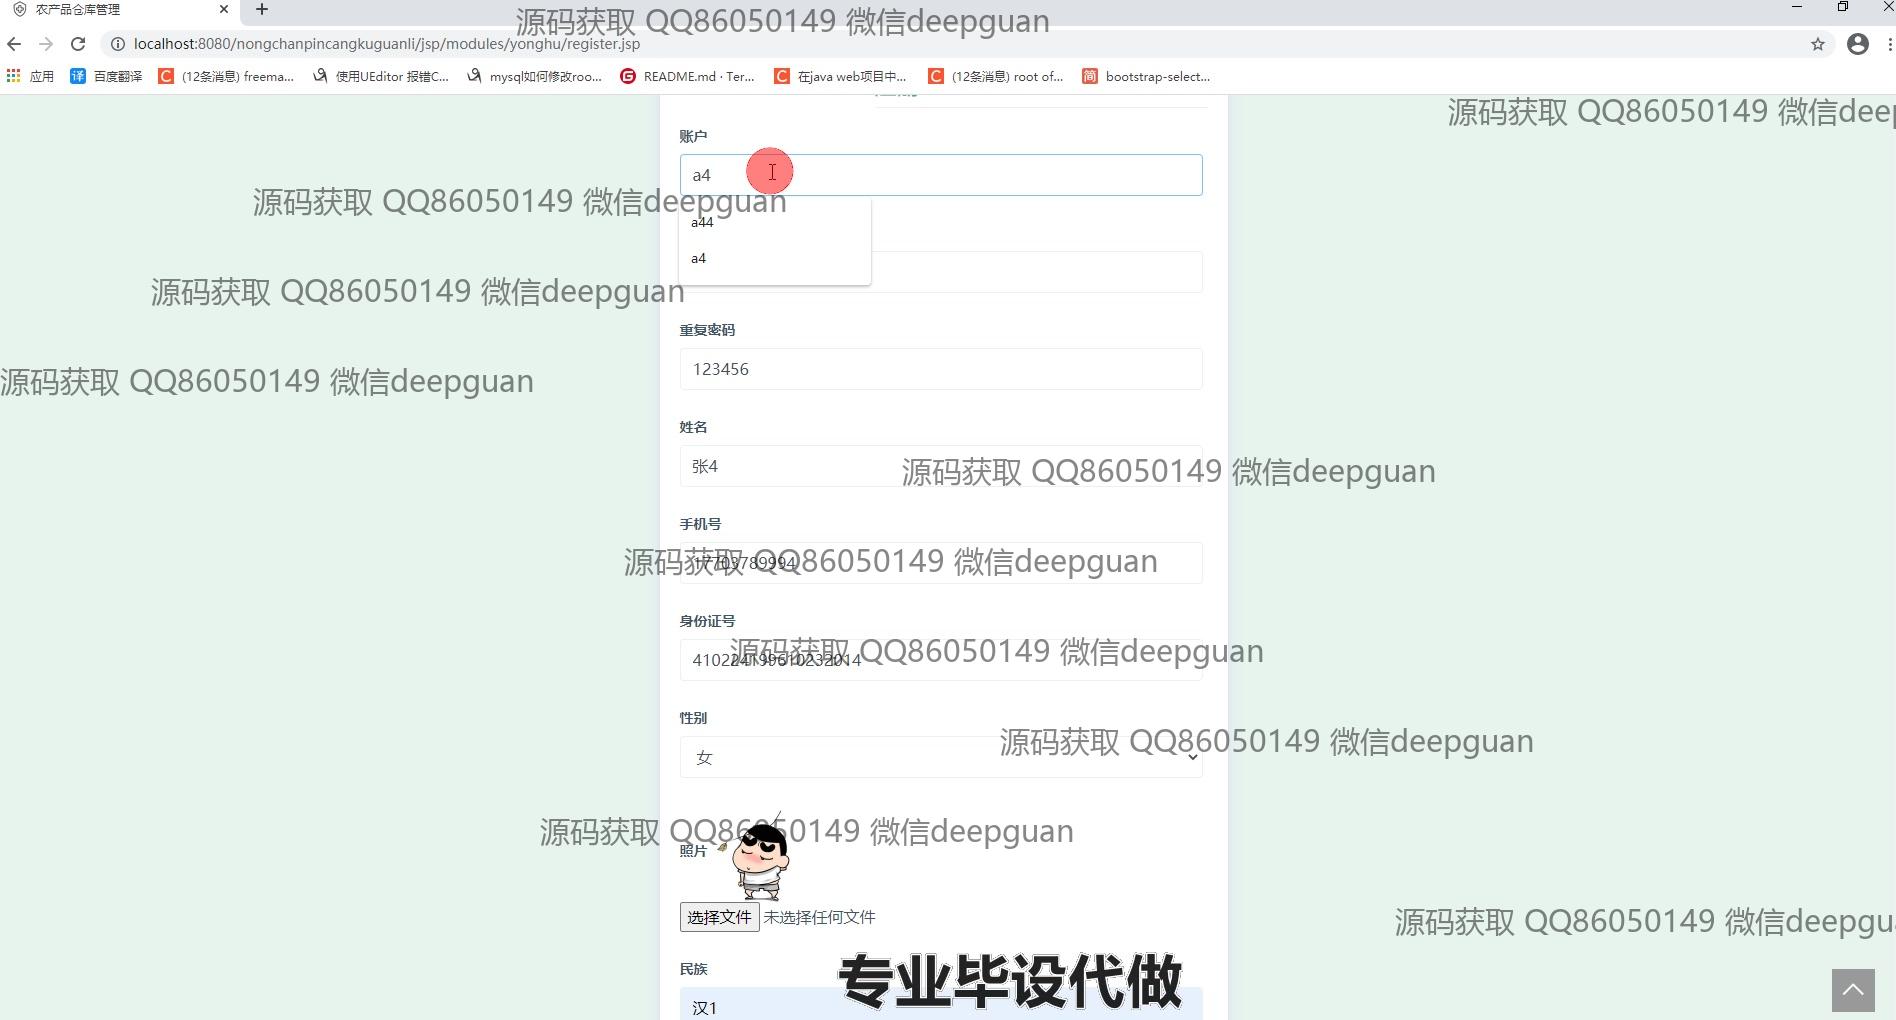 农产品仓库管理
源码获取 QQ86050149 微信deepguan
localhost:8080/nongchanpincangkuguanli/jsp/modules/yonghu/register.jsp
应用 百度翻译 (12条消息) freema... 使用UEditor 报错C... mysql如何修改roo... README.md · Ter... 在java web项目中... (12条消息) root of... bootstrap-select...
源码获取 QQ86050149 微信deep
账户
a4
源码获取 QQ86050149 微信deepguan
a44
a4
源码获取 QQ86050149 微信deepguan
重复密码
123456
源码获取 QQ86050149 微信deepguan
姓名
张4
源码获取 QQ86050149 微信deepguan
手机号
17703789994
源码获取 QQ86050149 微信deepguan
身份证号
410224199610232014
源码获取 QQ86050149 微信deepguan
性别
女
源码获取 QQ86050149 微信deepguan
源码获取 QQ86050149 微信deepguan
照片
选择文件 未选择任何文件
源码获取 QQ86050149 微信deepgu
民族
专业毕设代做
汉1